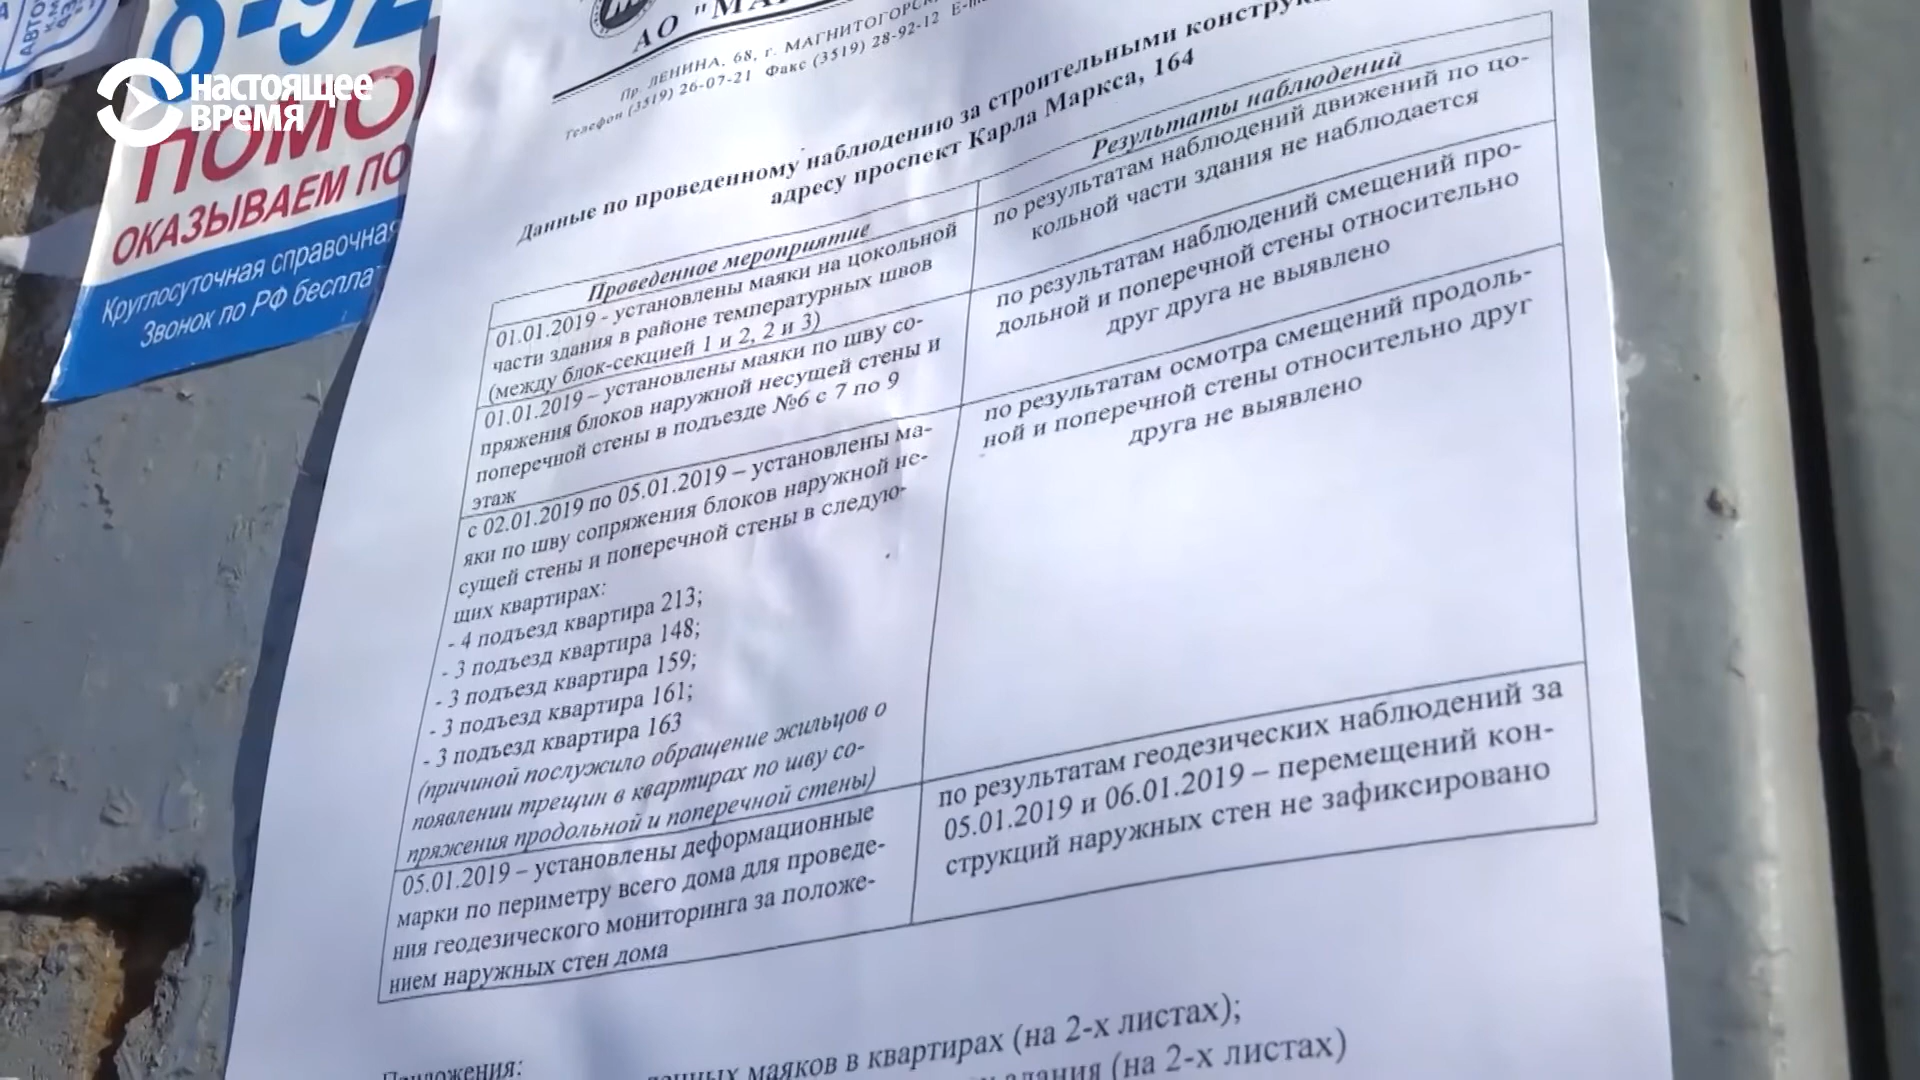 настоящее
время
8-92
ПОМО
ОКАЗЫВАЕМ ПО
Круглосуточная справочная
Звонок по РФ беспла
АО "МА
Пр. ЛЕНИНА, 68, г. МАГНИТОГОРСК
Телефон (3519) 26-07-21 Факс (3519) 28-92-12
Данные по проведенному наблюдению за строительными констру
адресу проспект Карла Маркса, 164
Проведенное мероприятие
Результаты наблюдений
01.01.2019 - установлены маяки на цокольной
части здания в районе температурных швов
(между блок-секцией 1 и 2, 2 и 3)
по результатам наблюдений движений по цо-
кольной части здания не наблюдается
01.01.2019 – установлены маяки по шву со-
пряжения блоков наружной несущей стены и
поперечной стены в подъезде №6 с 7 по 9
этаж
по результатам наблюдений смещений про-
дольной и поперечной стены относительно
друг друга не выявлено
с 02.01.2019 по 05.01.2019 – установлены ма-
яки по шву сопряжения блоков наружной не-
сущей стены и поперечной стены в следую-
щих квартирах:
- 4 подъезд квартира 213;
- 3 подъезд квартира 148;
- 3 подъезд квартира 159;
- 3 подъезд квартира 161;
- 3 подъезд квартира 163
(причиной послужило обращение жильцов о
появлении трещин в квартирах по шву со-
пряжения продольной и поперечной стены)
по результатам осмотра смещений продоль-
ной и поперечной стены относительно друг
друга не выявлено
05.01.2019 – установлены деформационные
марки по периметру всего дома для проведе-
ния геодезического мониторинга за положе-
нием наружных стен дома
по результатам геодезических наблюдений за
05.01.2019 и 06.01.2019 – перемещений кон-
струкций наружных стен не зафиксировано
Приложения:
маяков в квартирах (на 2-х листах);
здания (на 2-х листах)